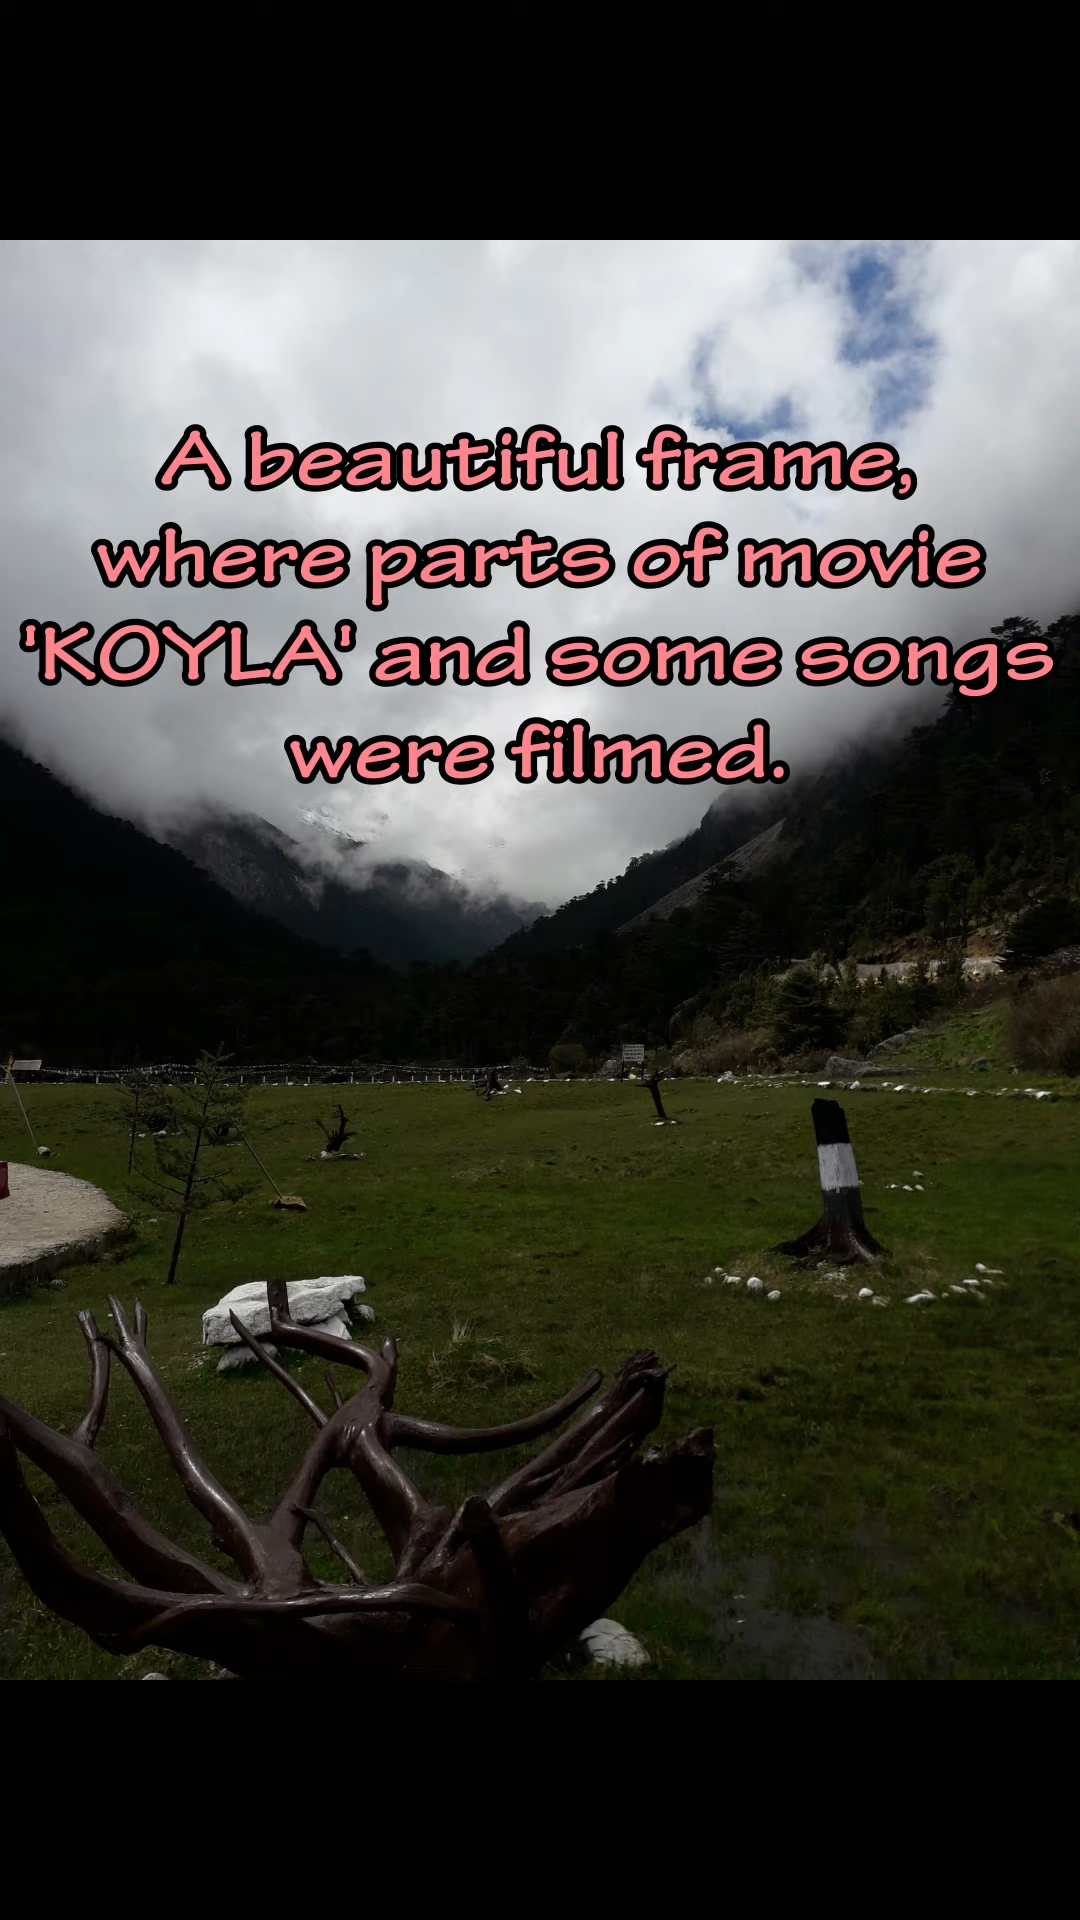 A beautiful frame,
where parts of movie
'KOYLA' and some songs
were filmed.